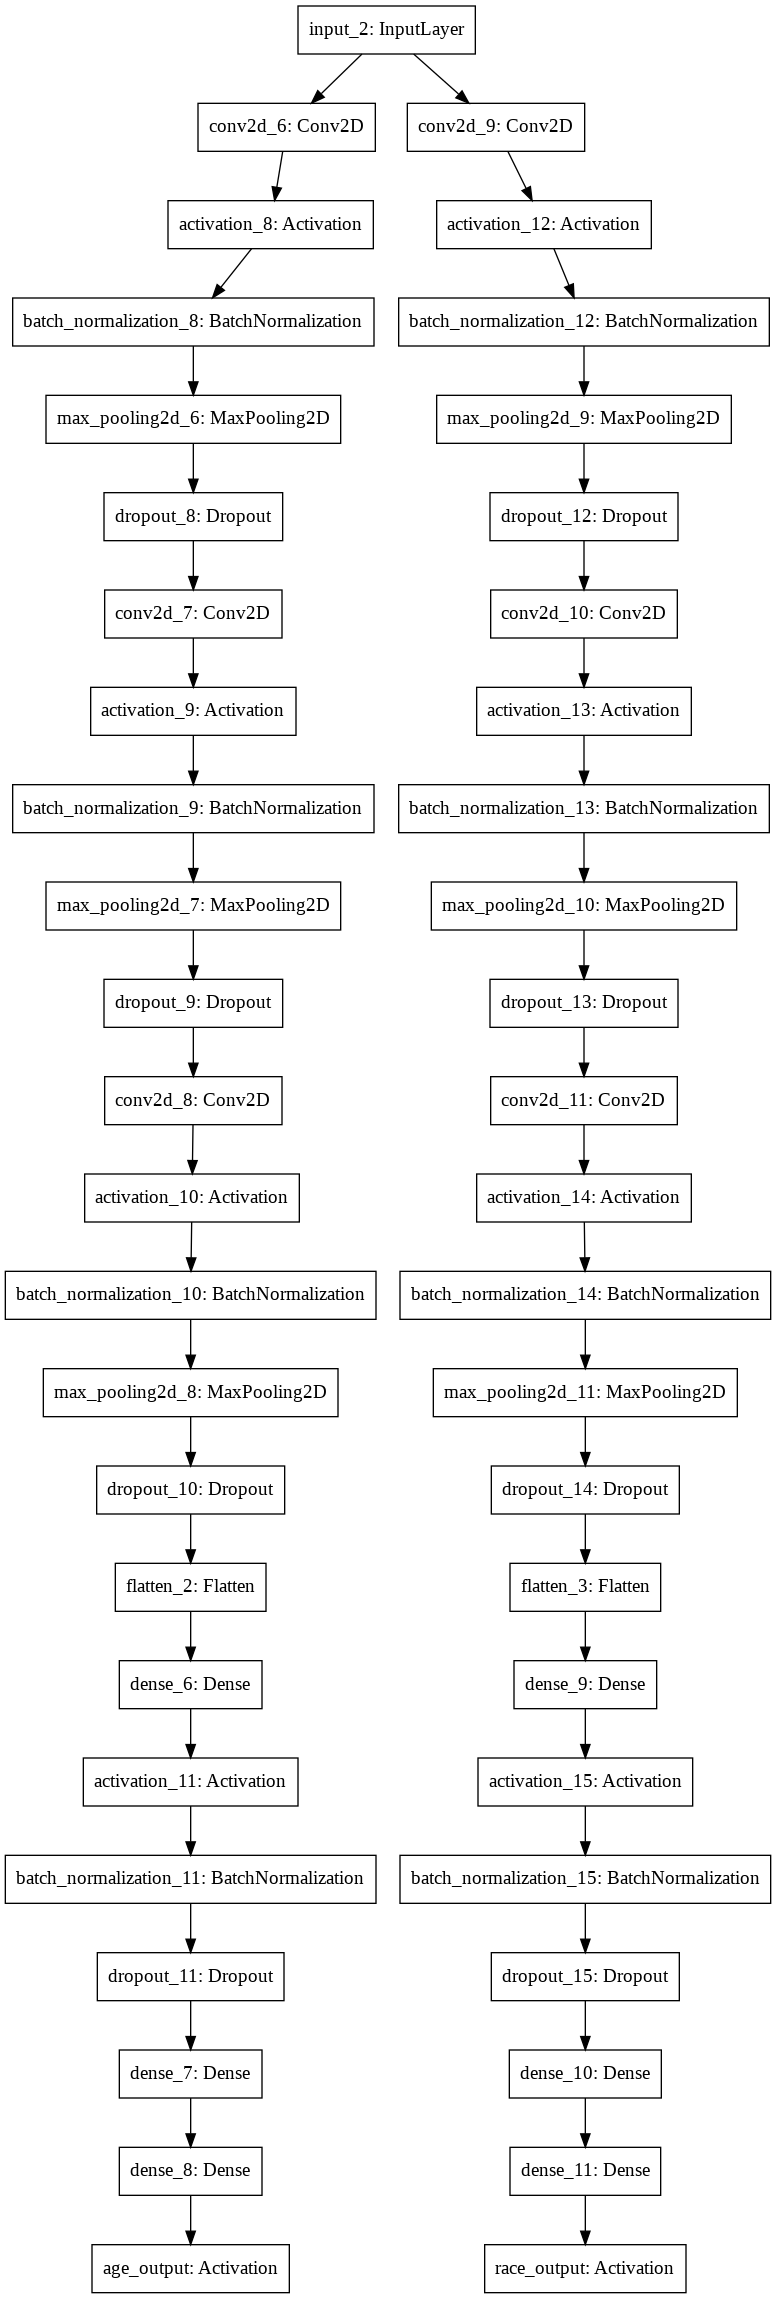 input_2: InputLayer
conv2d_6: Conv2D
conv2d_9: Conv2D
activation_8: Activation
activation_12: Activation
batch_normalization_8: BatchNormalization
batch_normalization_12: BatchNormalization
max_pooling2d_6: MaxPooling2D
max_pooling2d_9: MaxPooling2D
dropout_8: Dropout
dropout_12: Dropout
conv2d_7: Conv2D
conv2d_10: Conv2D
activation_9: Activation
activation_13: Activation
batch_normalization_9: BatchNormalization
batch_normalization_13: BatchNormalization
max_pooling2d_7: MaxPooling2D
max_pooling2d_10: MaxPooling2D
dropout_9: Dropout
dropout_13: Dropout
conv2d_8: Conv2D
conv2d_11: Conv2D
activation_10: Activation
activation_14: Activation
batch_normalization_10: BatchNormalization
batch_normalization_14: BatchNormalization
max_pooling2d_8: MaxPooling2D
max_pooling2d_11: MaxPooling2D
dropout_10: Dropout
dropout_14: Dropout
flatten_2: Flatten
flatten_3: Flatten
dense_6: Dense
dense_9: Dense
activation_11: Activation
activation_15: Activation
batch_normalization_11: BatchNormalization
batch_normalization_15: BatchNormalization
dropout_11: Dropout
dropout_15: Dropout
dense_7: Dense
dense_10: Dense
dense_8: Dense
dense_11: Dense
age_output: Activation
race_output: Activation